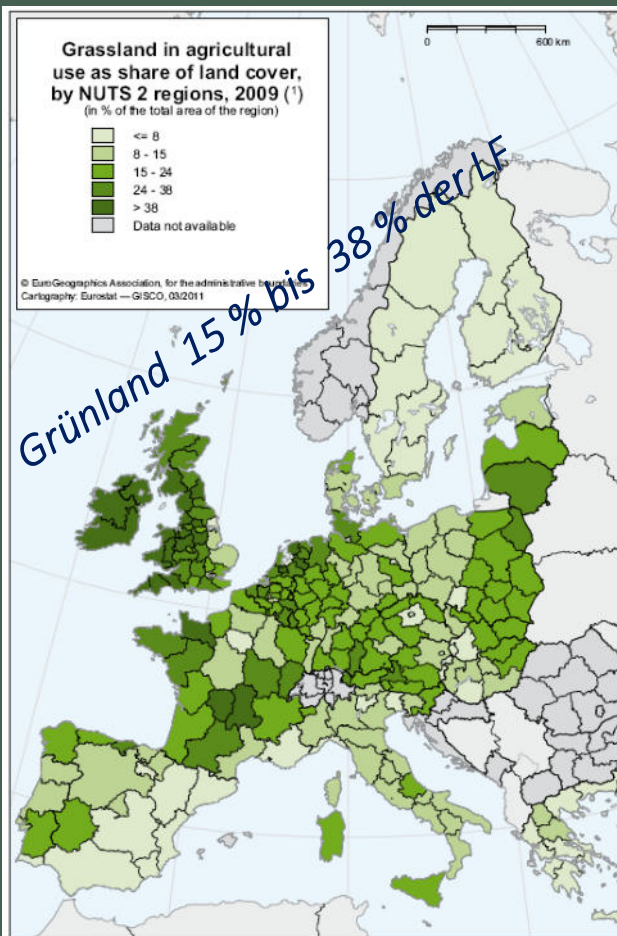 Grassland in agricultural
use as share of land cover,
by NUTS 2 regions, 2009 (¹)
(in % of the total area of the region)
<= 8
8 - 15
15 - 24
24 - 38
> 38
Data not available
© EuroGeographics Association, for the administrative boundaries
Cartography: Eurostat — GISCO, 03/2011
0 600 km
Grünland 15 % bis 38 % der LF